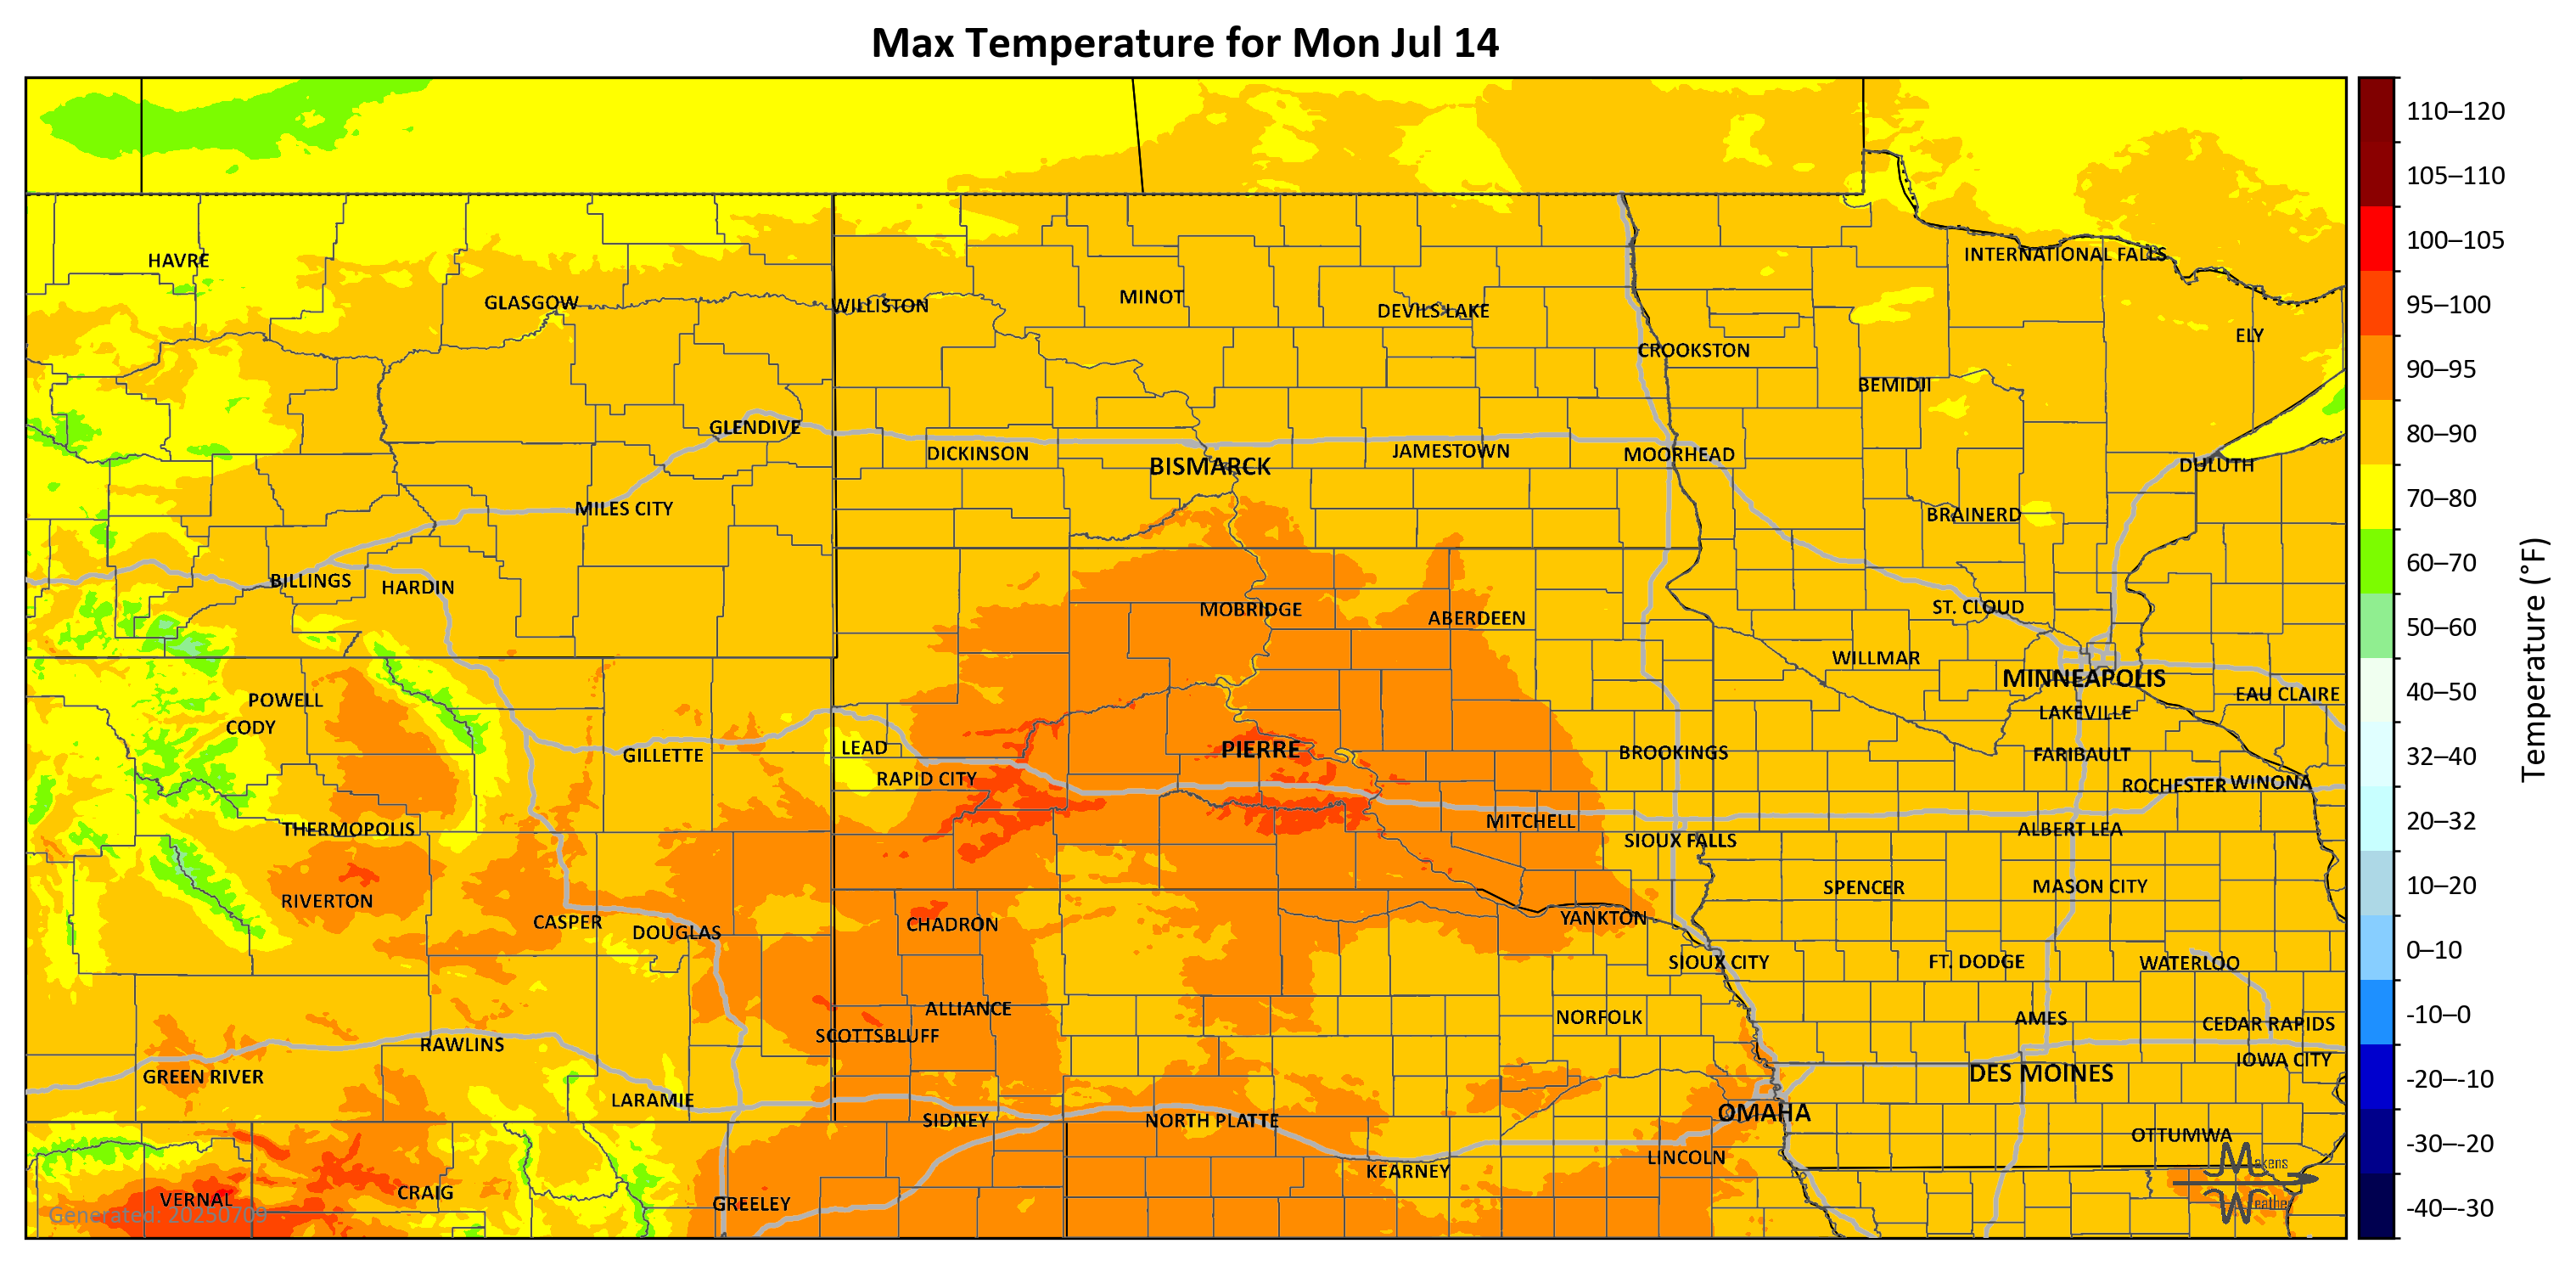 Max Temperature for Mon Jul 14
110–120
105–110
100–105
95–100
90–95
80–90
70–80
60–70
50–60
40–50
32–40
20–32
10–20
0–10
-10–0
-20–-10
-30–-20
-40–-30
Temperature (°F)
HAVRE
INTERNATIONAL FALLS
GLASGOW
WILLISTON
MINOT
DEVILS LAKE
ELY
CROOKSTON
BEMIDJI
GLENDIVE
DICKINSON
BISMARCK
JAMESTOWN
MOORHEAD
DULUTH
MILES CITY
BRAINERD
BILLINGS
HARDIN
MOBRIDGE
ABERDEEN
ST. CLOUD
WILLMAR
MINNEAPOLIS
POWELL
EAU CLAIRE
CODY
LAKEVILLE
GILLETTE
LEAD
PIERRE
BROOKINGS
FARIBAULT
RAPID CITY
ROCHESTER
WINONA
THERMOPOLIS
MITCHELL
SIOUX FALLS
ALBERT LEA
RIVERTON
SPENCER
MASON CITY
CASPER
DOUGLAS
CHADRON
YANKTON
SIOUX CITY
FT. DODGE
WATERLOO
ALLIANCE
NORFOLK
AMES
CEDAR RAPIDS
SCOTTSBLUFF
RAWLINS
IOWA CITY
GREEN RIVER
DES MOINES
LARAMIE
SIDNEY
NORTH PLATTE
OMAHA
OTTUMWA
LINCOLN
KEARNEY
VERNAL
CRAIG
GREELEY
Generated: 20250709
Makens
Weather